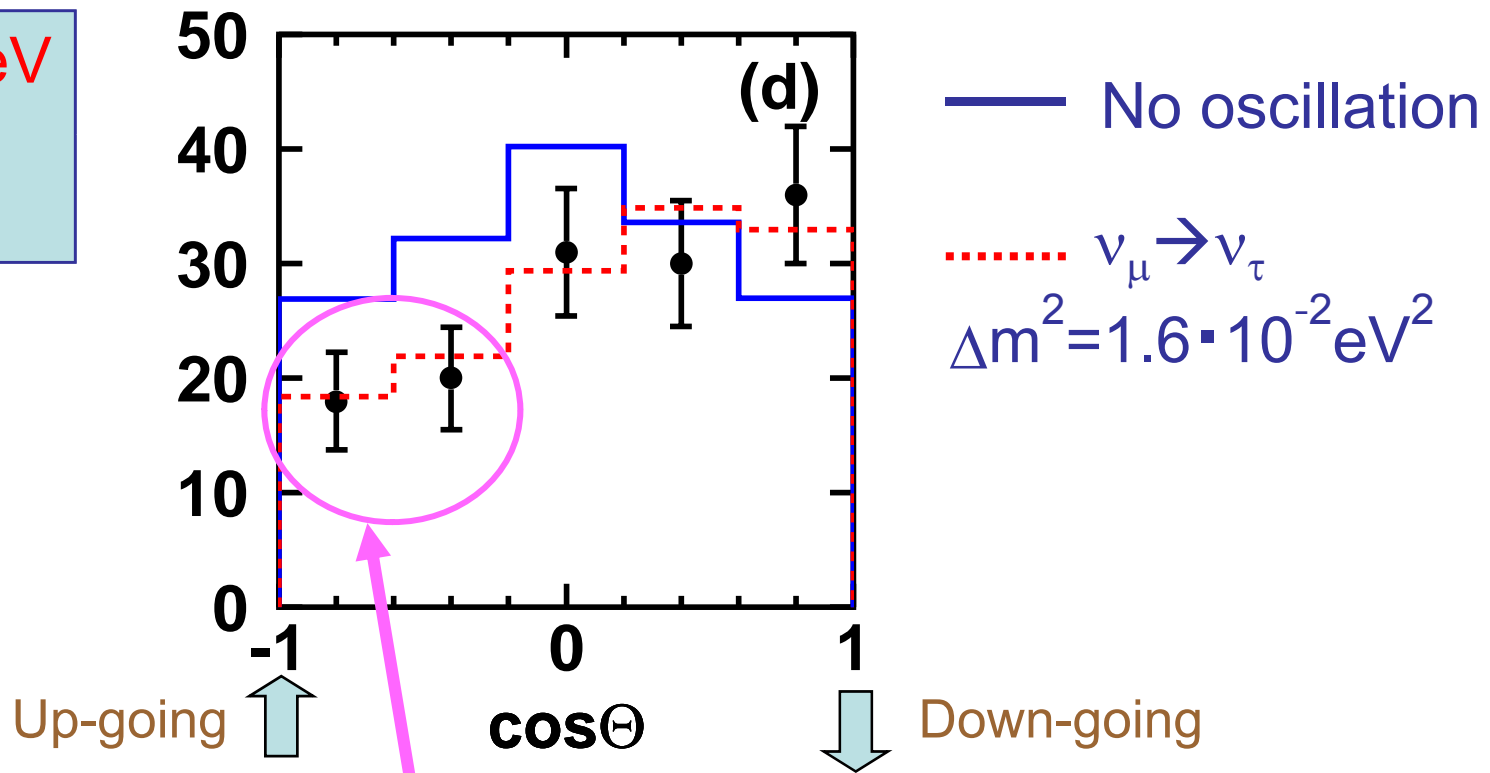 eV
50
40
30
20
10
0
(d)
-1 0 1
cosΘ
Up-going
Down-going
No oscillation
νμ→ντ
Δm²=1.6▪10⁻²eV²